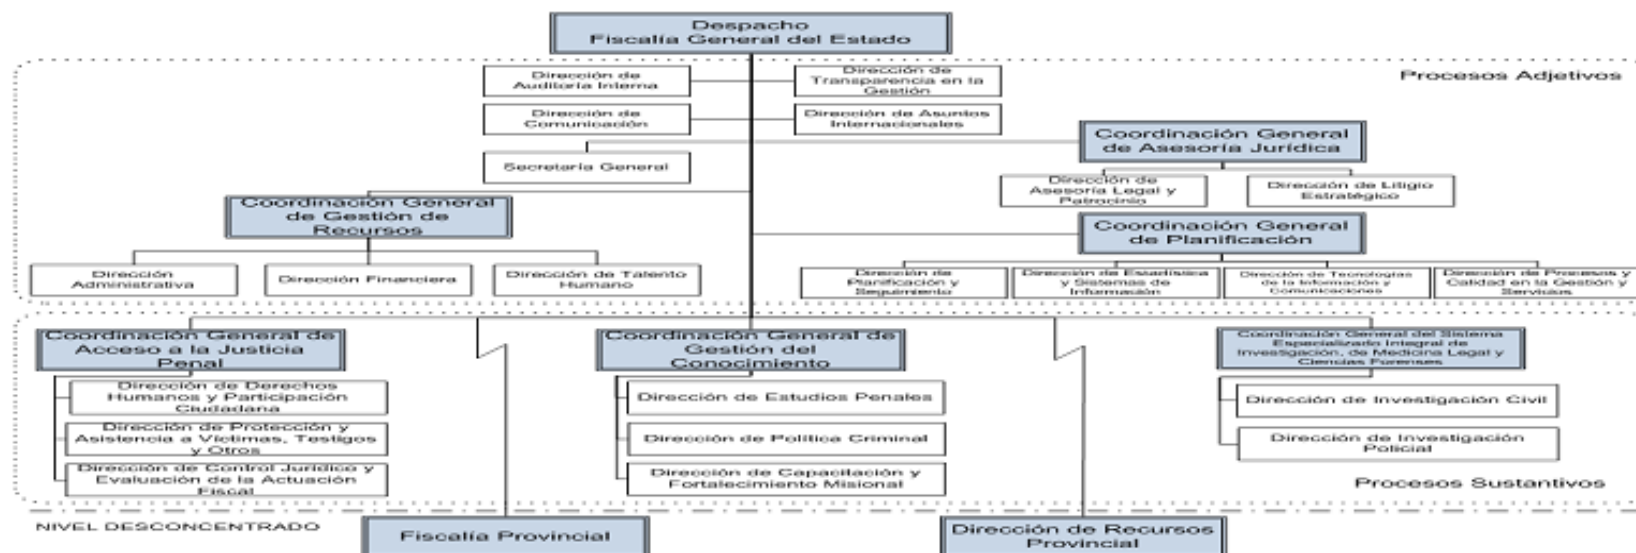 Despacho
Fiscalía General del Estado
Procesos Adjetivos
Dirección de
Auditoría Interna
Dirección de
Transparencia en la
Gestión
Dirección de
Comunicación
Dirección de Asuntos
Internacionales
Secretaría General
Coordinación General
de Asesoría Jurídica
Dirección de
Asesoría Legal y
Patrocinio
Dirección de Litigio
Estratégico
Coordinación General
de Gestión de
Recursos
Coordinación General
de Planificación
Dirección
Administrativa
Dirección Financiera
Dirección de Talento
Humano
Dirección de
Planificación y
Seguimiento
Dirección de Estadística
y Sistemas de
Información
Dirección de Tecnologías
de la Información y
Comunicaciones
Dirección de Procesos y
Calidad en la Gestión y
Servicios
Coordinación General de
Acceso a la Justicia
Penal
Dirección de Derechos
Humanos y Participación
Ciudadana
Dirección de Protección y
Asistencia a Víctimas, Testigos
y Otros
Dirección de Control Jurídico y
Evaluación de la Actuación
Fiscal
Coordinación General de
Gestión del
Conocimiento
Dirección de Estudios Penales
Dirección de Política Criminal
Dirección de Capacitación y
Fortalecimiento Misional
Coordinación General del Sistema
Especializado Integral de
Investigación, de Medicina Legal y
Ciencias Forenses
Dirección de Investigación Civil
Dirección de Investigación
Policial
Procesos Sustantivos
NIVEL DESCONCENTRADO
Fiscalía Provincial
Dirección de Recursos
Provincial